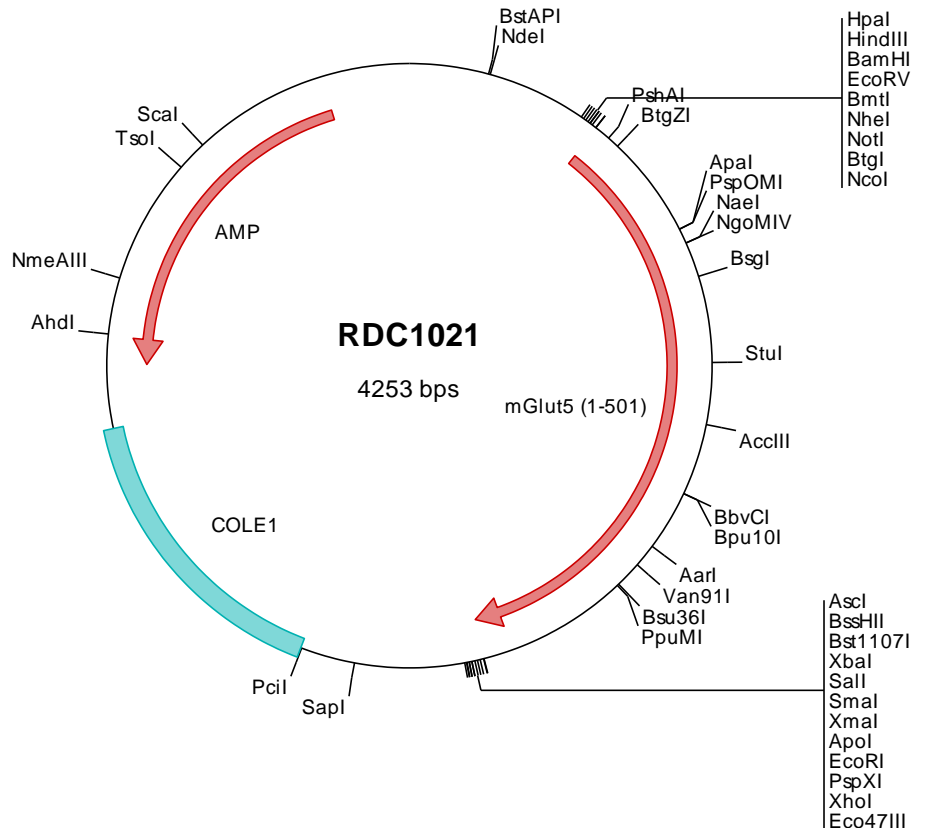 BstAPI
NdeI
HpaI
HindIII
BamHI
EcoRV
BmtI
NheI
NotI
BtgI
NcoI
PshAI
BtgZI
ScaI
TsoI
ApaI
PspOMI
NaeI
NgoMIV
BsgI
AMP
NmeAIII
AhdI
RDC1021
4253 bps
StuI
mGlut5 (1-501)
AccIII
BbvCI
Bpu10I
COLE1
AarI
Van91I
Bsu36I
PpuMI
PciI
SapI
AscI
BssHII
Bst1107I
XbaI
SalI
SmaI
XmaI
ApoI
EcoRI
PspXI
XhoI
Eco47III